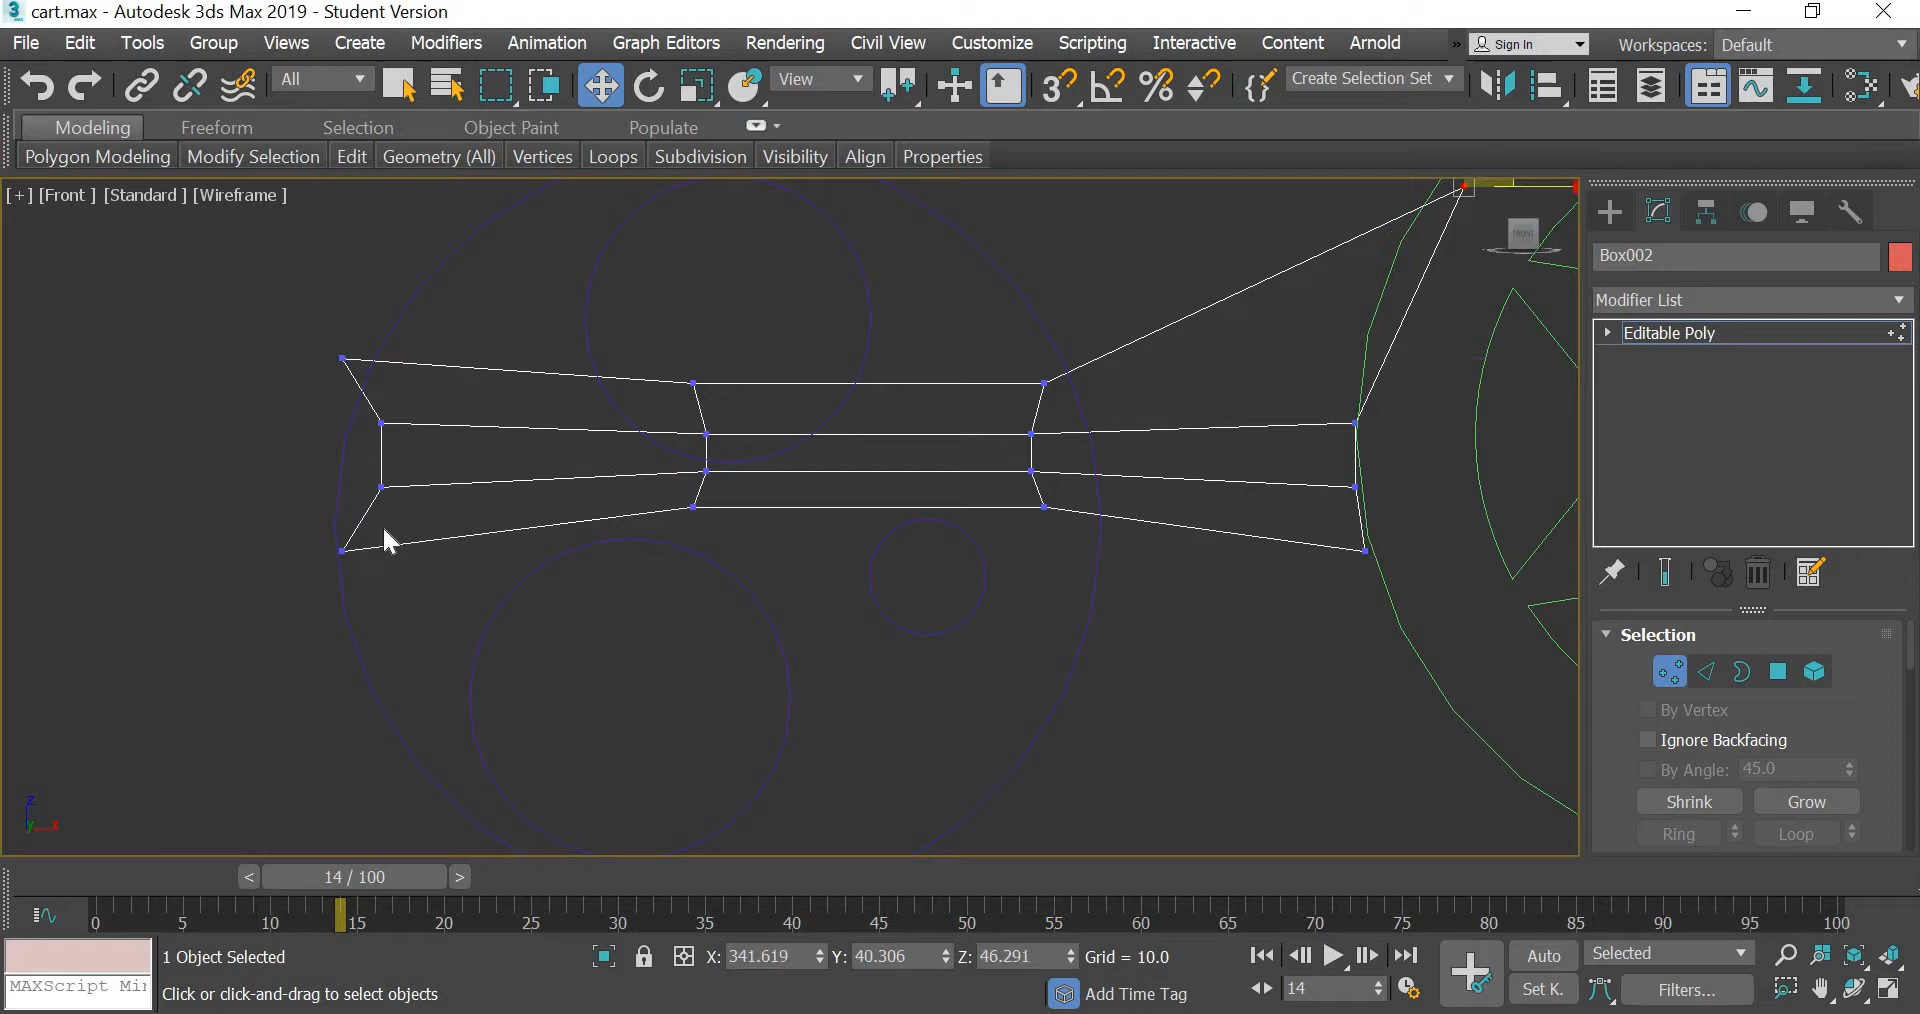 cart.max - Autodesk 3ds Max 2019 - Student Version
File Edit Tools Group Views Create Modifiers Animation Graph Editors Rendering Civil View Customize Scripting Interactive Content Arnold » Sign In Workspaces: Default
All View 3 Create Selection Set
Modeling Freeform Selection Object Paint Populate
Polygon Modeling Modify Selection Edit Geometry (All) Vertices Loops Subdivision Visibility Align Properties
[+] [Front ] [Standard ] [Wireframe ]
FRONT
Box002
Modifier List
Editable Poly
Selection
By Vertex
Ignore Backfacing
By Angle: 45.0
Shrink Grow
Ring Loop
z
y x
< 14 / 100 >
0 5 10 15 20 25 30 35 40 45 50 55 60 65 70 75 80 85 90 95 100
1 Object Selected X: 341.619 Y: 40.306 Z: 46.291 Grid = 10.0 Auto Selected
MAXScript Mi
Click or click-and-drag to select objects Add Time Tag 14 Set K. Filters...